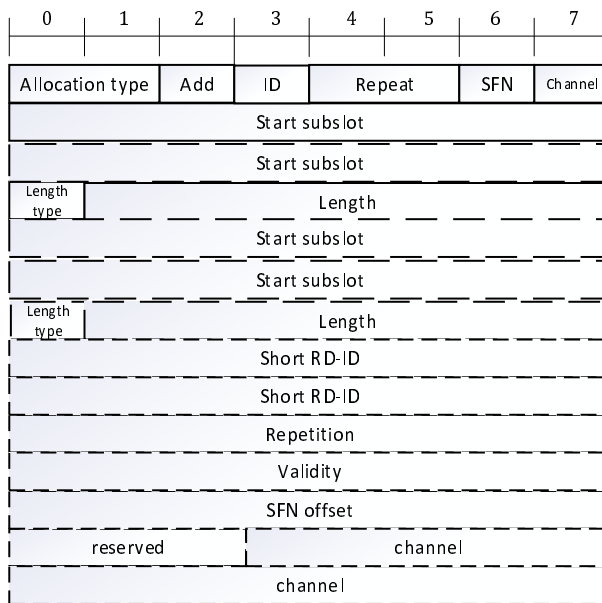 0 1 2 3 4 5 6 7
Allocation type Add ID Repeat SFN Channel
Start subslot
Start subslot
Length type Length
Start subslot
Start subslot
Length type Length
Short RD-ID
Short RD-ID
Repetition
Validity
SFN offset
reserved channel
channel